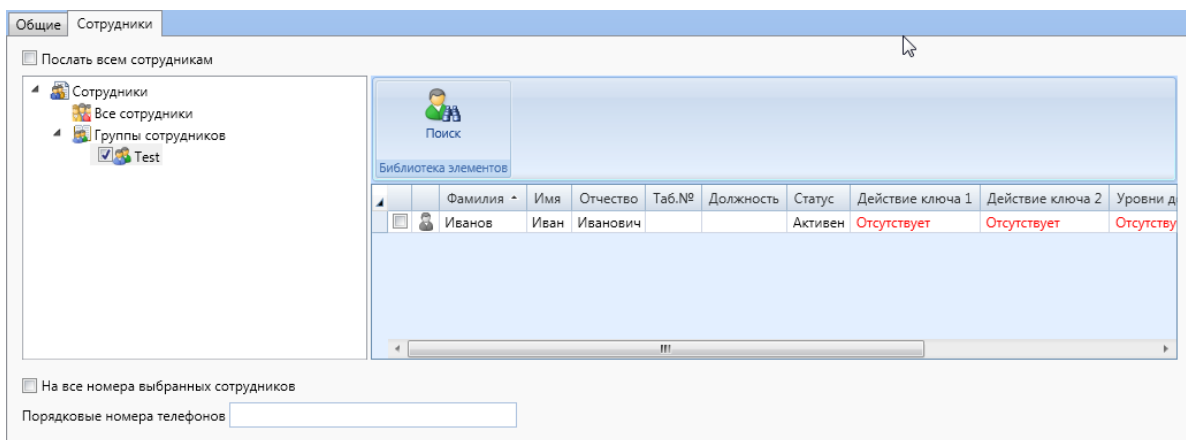 Общие Сотрудники
Послать всем сотрудникам
Сотрудники
Все сотрудники
Группы сотрудников
Test
Поиск
Библиотека элементов
Фамилия Имя Отчество Таб.№ Должность Статус Действие ключа 1 Действие ключа 2 Уровни д
Иванов Иван Иванович Активен Отсутствует Отсутствует Отсутству
На все номера выбранных сотрудников
Порядковые номера телефонов